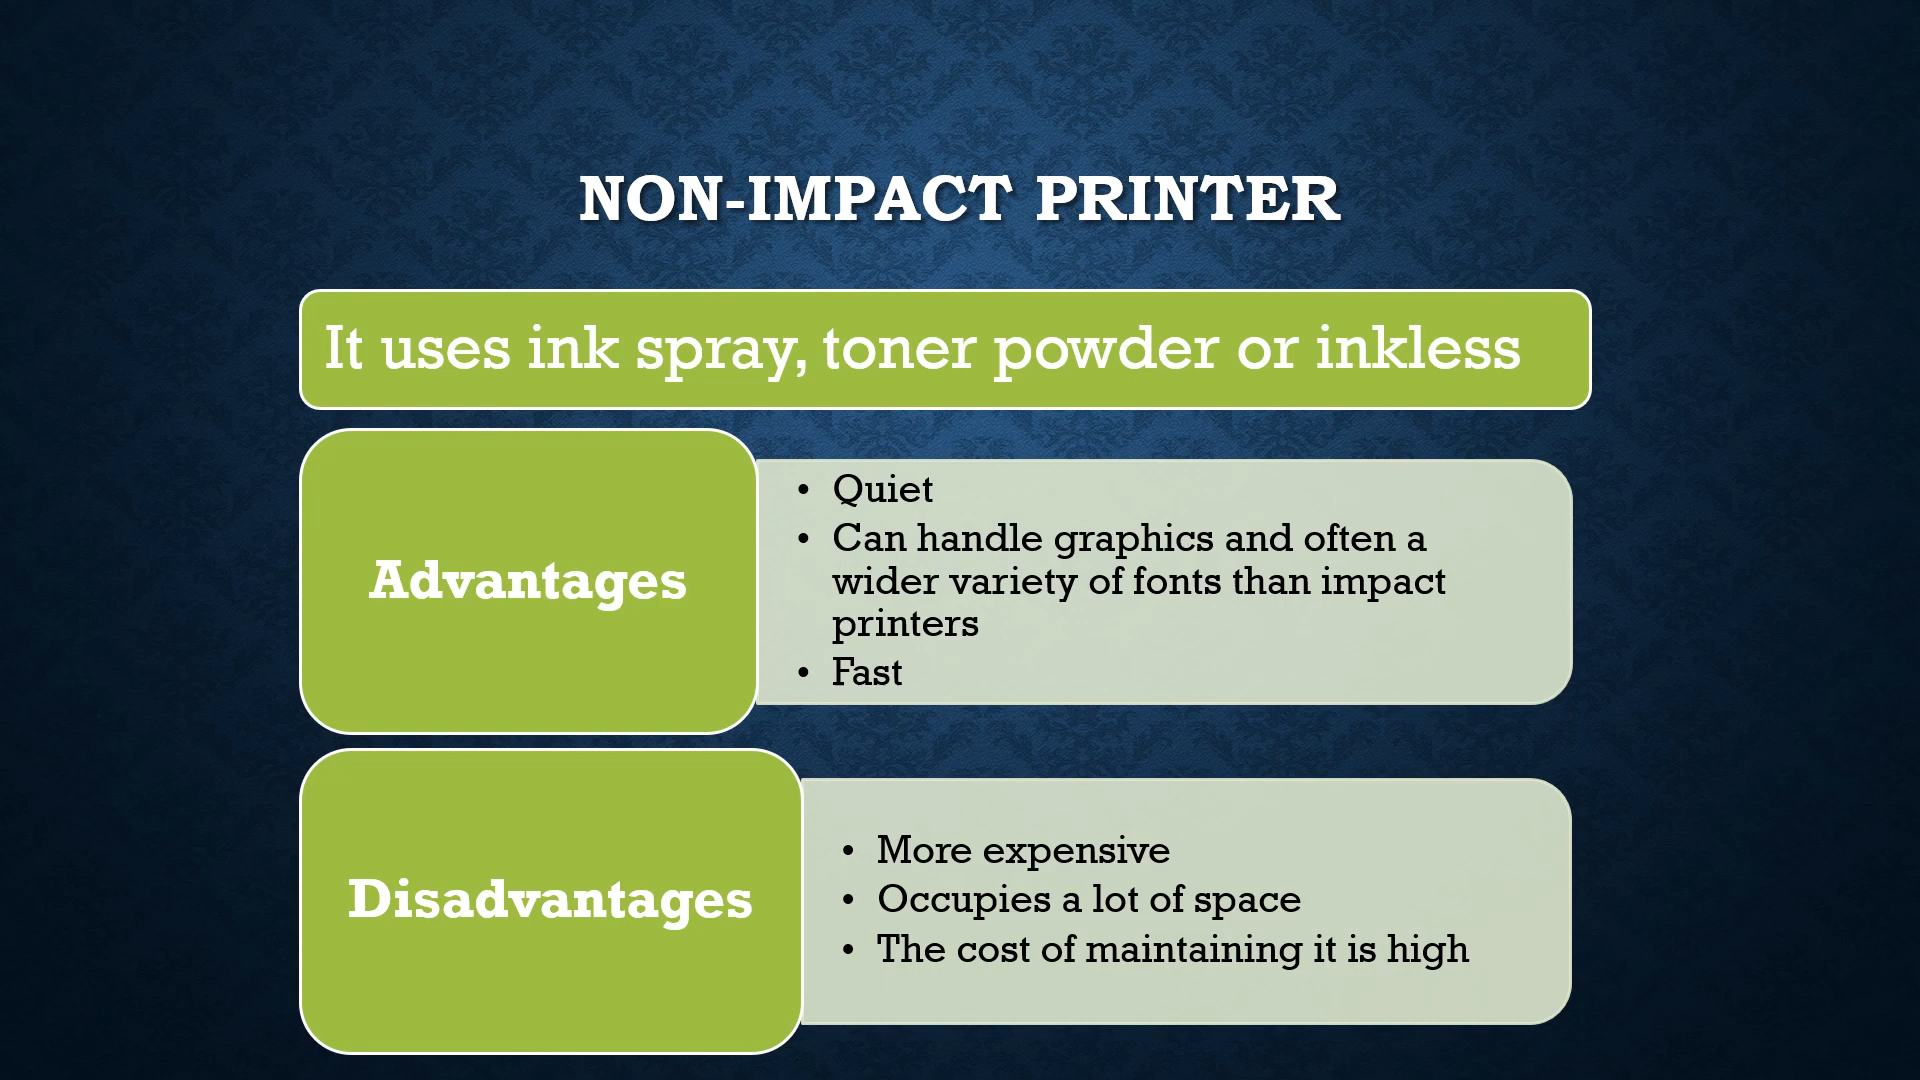 NON-IMPACT PRINTER
It uses ink spray, toner powder or inkless
Advantages
• Quiet
• Can handle graphics and often a
wider variety of fonts than impact
printers
• Fast
Disadvantages
• More expensive
• Occupies a lot of space
• The cost of maintaining it is high